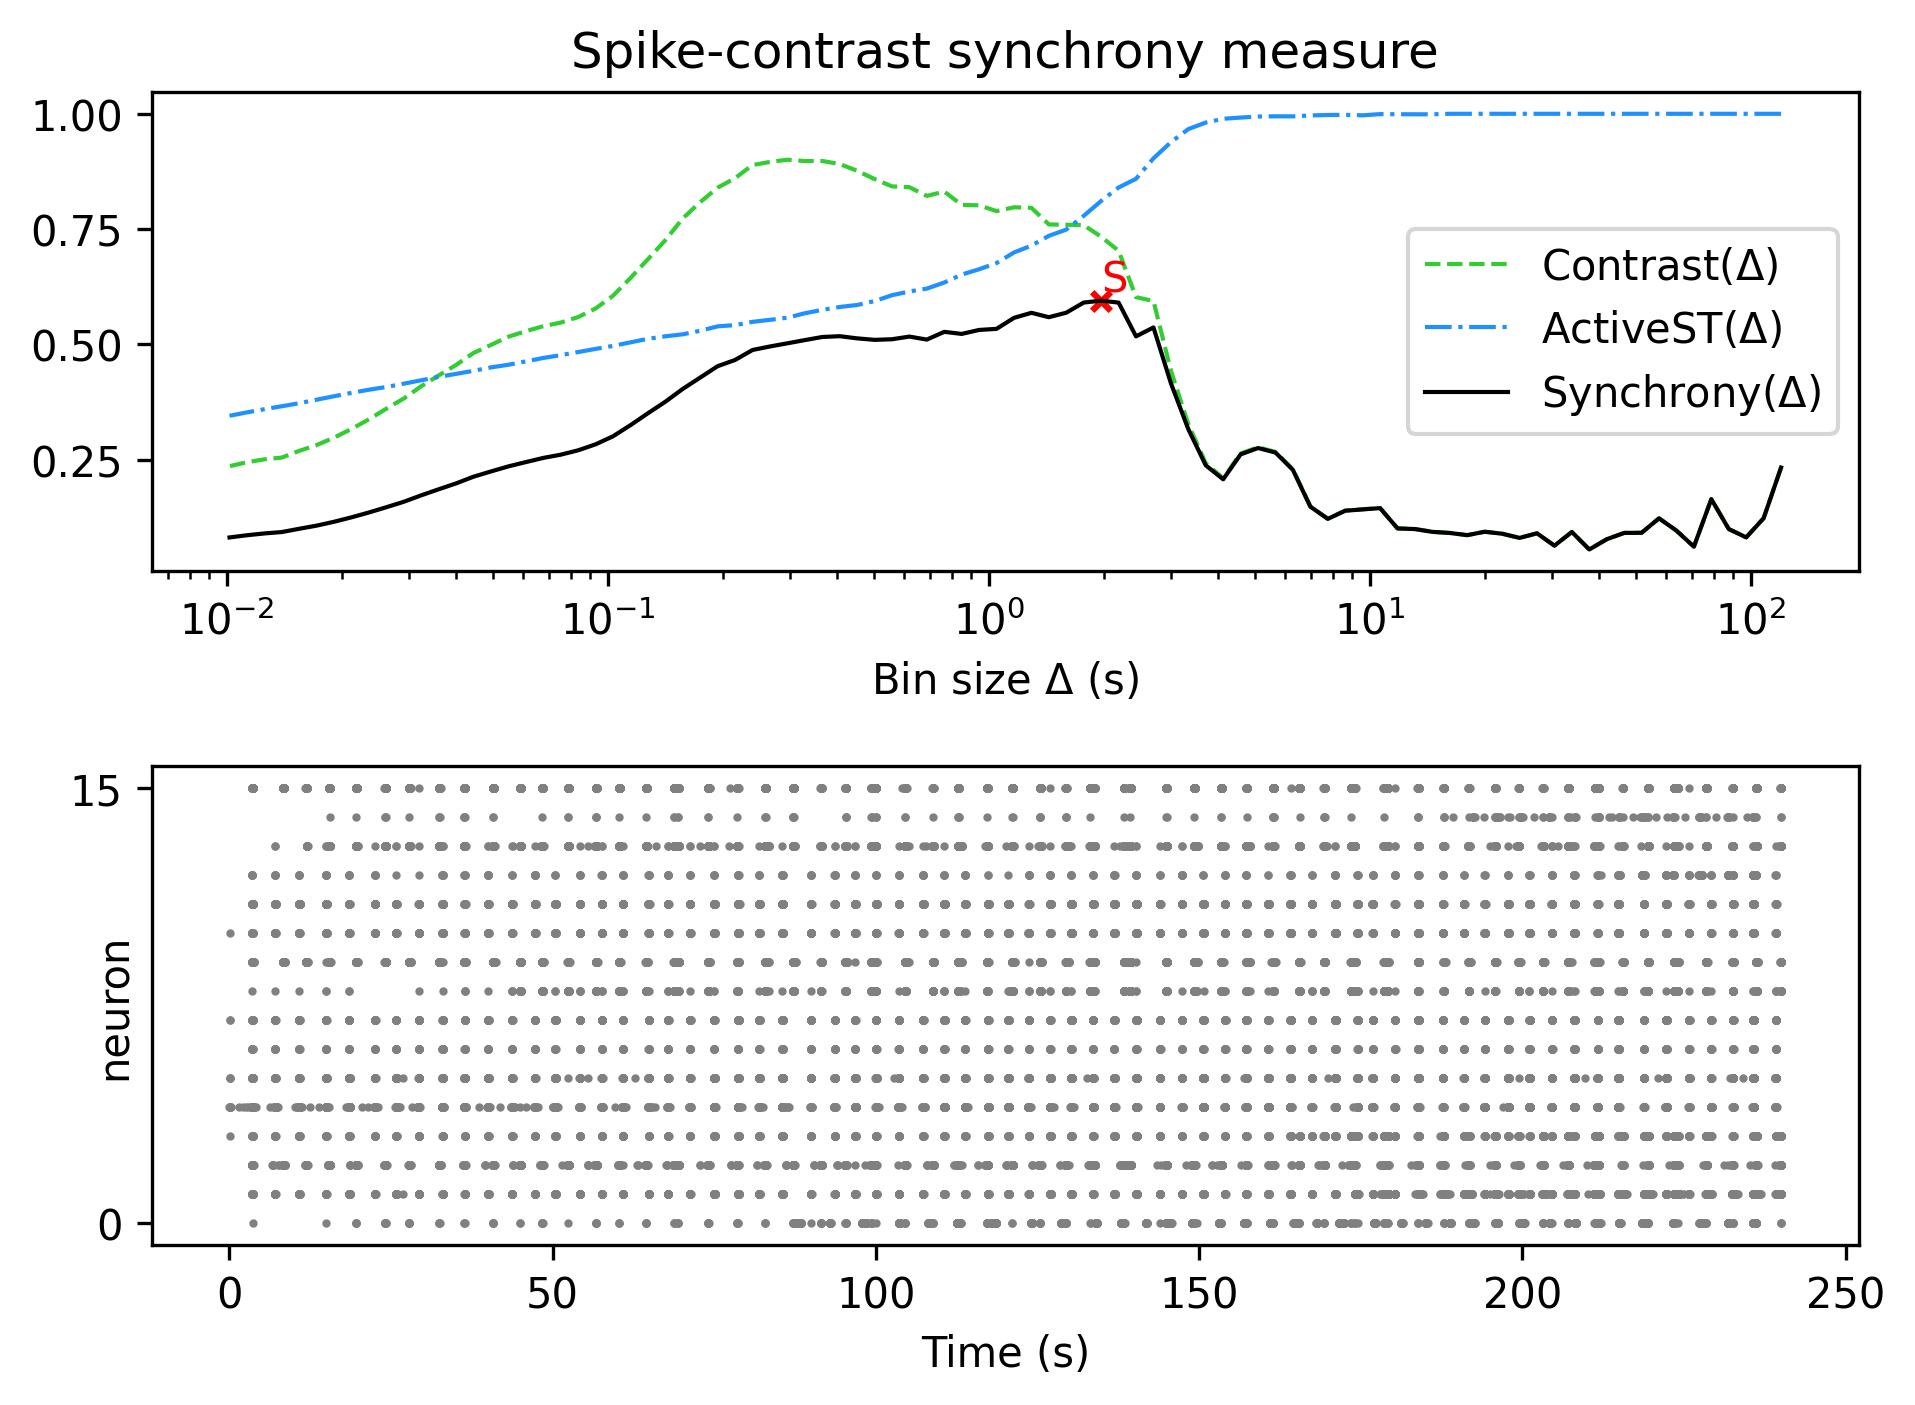 Spike-contrast synchrony measure
1.00
0.75
0.50
0.25
S
Contrast(Δ)
ActiveST(Δ)
Synchrony(Δ)
10⁻² 10⁻¹ 10⁰ 10¹ 10²
Bin size Δ (s)
15
neuron
0
0 50 100 150 200 250
Time (s)